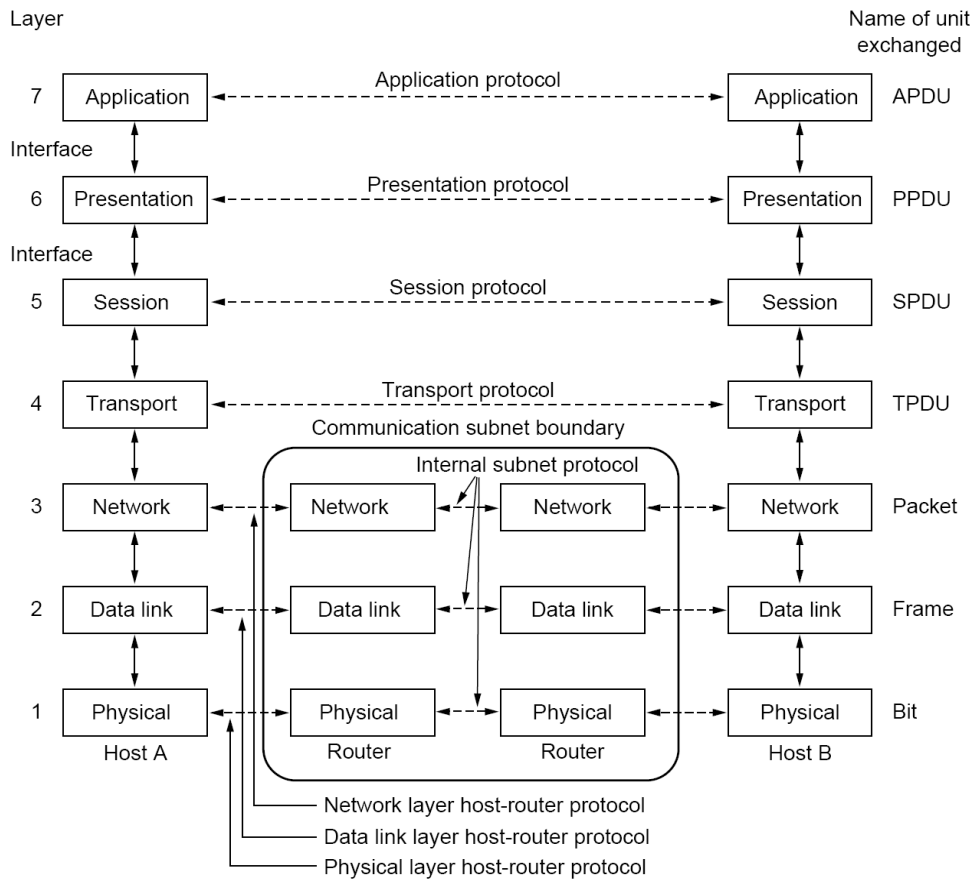 Layer
Name of unit
exchanged
Application protocol
7
Application
Application
APDU
Interface
Presentation protocol
6
Presentation
Presentation
PPDU
Interface
Session protocol
5
Session
Session
SPDU
Transport protocol
4
Transport
Transport
TPDU
Communication subnet boundary
Internal subnet protocol
3
Network
Network
Network
Network
Packet
2
Data link
Data link
Data link
Data link
Frame
1
Physical
Physical
Physical
Physical
Bit
Host A
Router
Router
Host B
Network layer host-router protocol
Data link layer host-router protocol
Physical layer host-router protocol